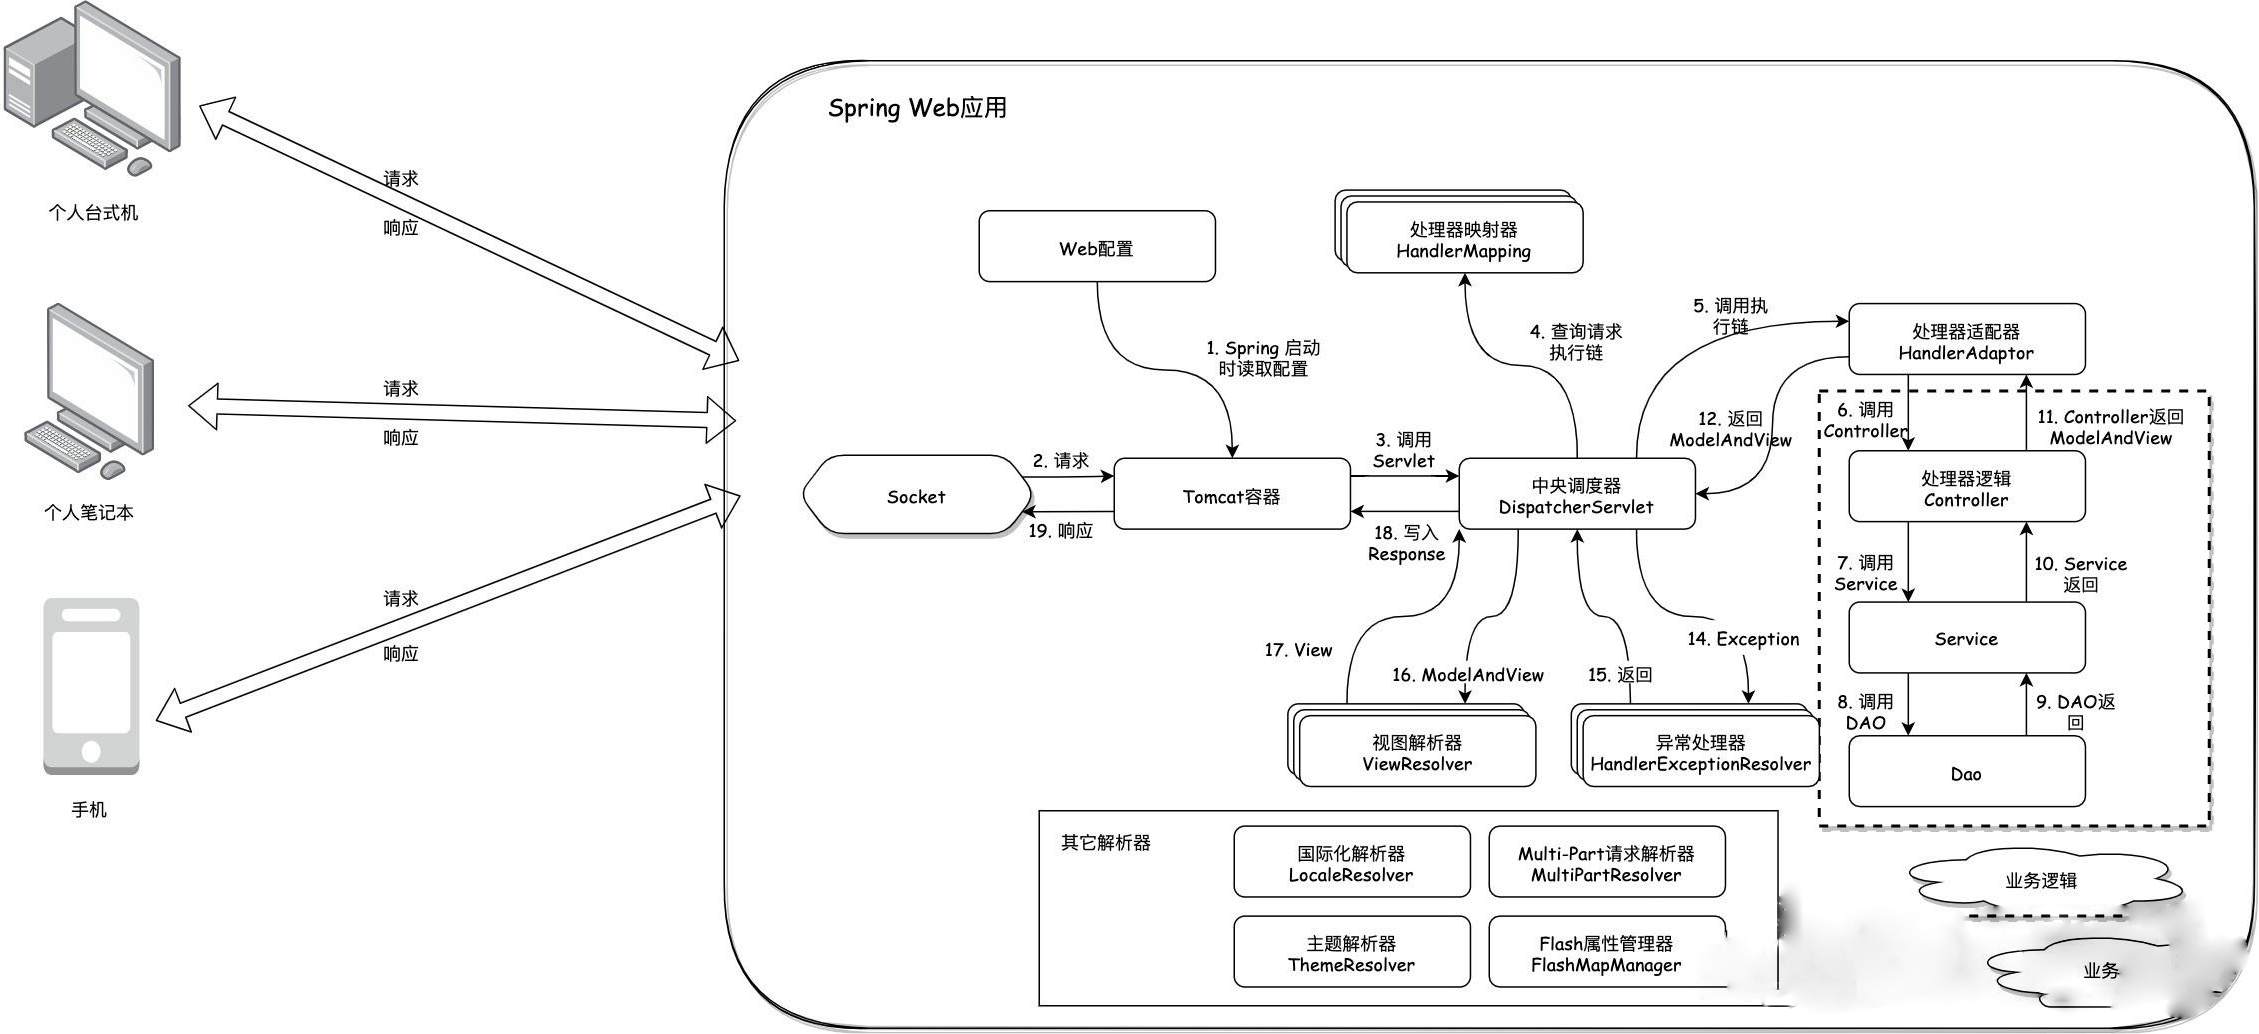 Spring Web应用
个人台式机
请求
响应
个人笔记本
请求
响应
手机
请求
响应
Web配置
1. Spring 启动
时读取配置
处理器映射器
HandlerMapping
4. 查询请求
执行链
5. 调用执
行链
处理器适配器
HandlerAdaptor
12. 返回
ModelAndView
6. 调用
Controller
11. Controller返回
ModelAndView
Socket
2. 请求
19. 响应
Tomcat容器
3. 调用
Servlet
18. 写入
Response
中央调度器
DispatcherServlet
处理器逻辑
Controller
7. 调用
Service
10. Service
返回
Service
8. 调用
DAO
9. DAO返
回
Dao
17. View
16. ModelAndView
15. 返回
14. Exception
视图解析器
ViewResolver
异常处理器
HandlerExceptionResolver
其它解析器
国际化解析器
LocaleResolver
Multi-Part请求解析器
MultiPartResolver
主题解析器
ThemeResolver
Flash属性管理器
FlashMapManager
业务逻辑
业务